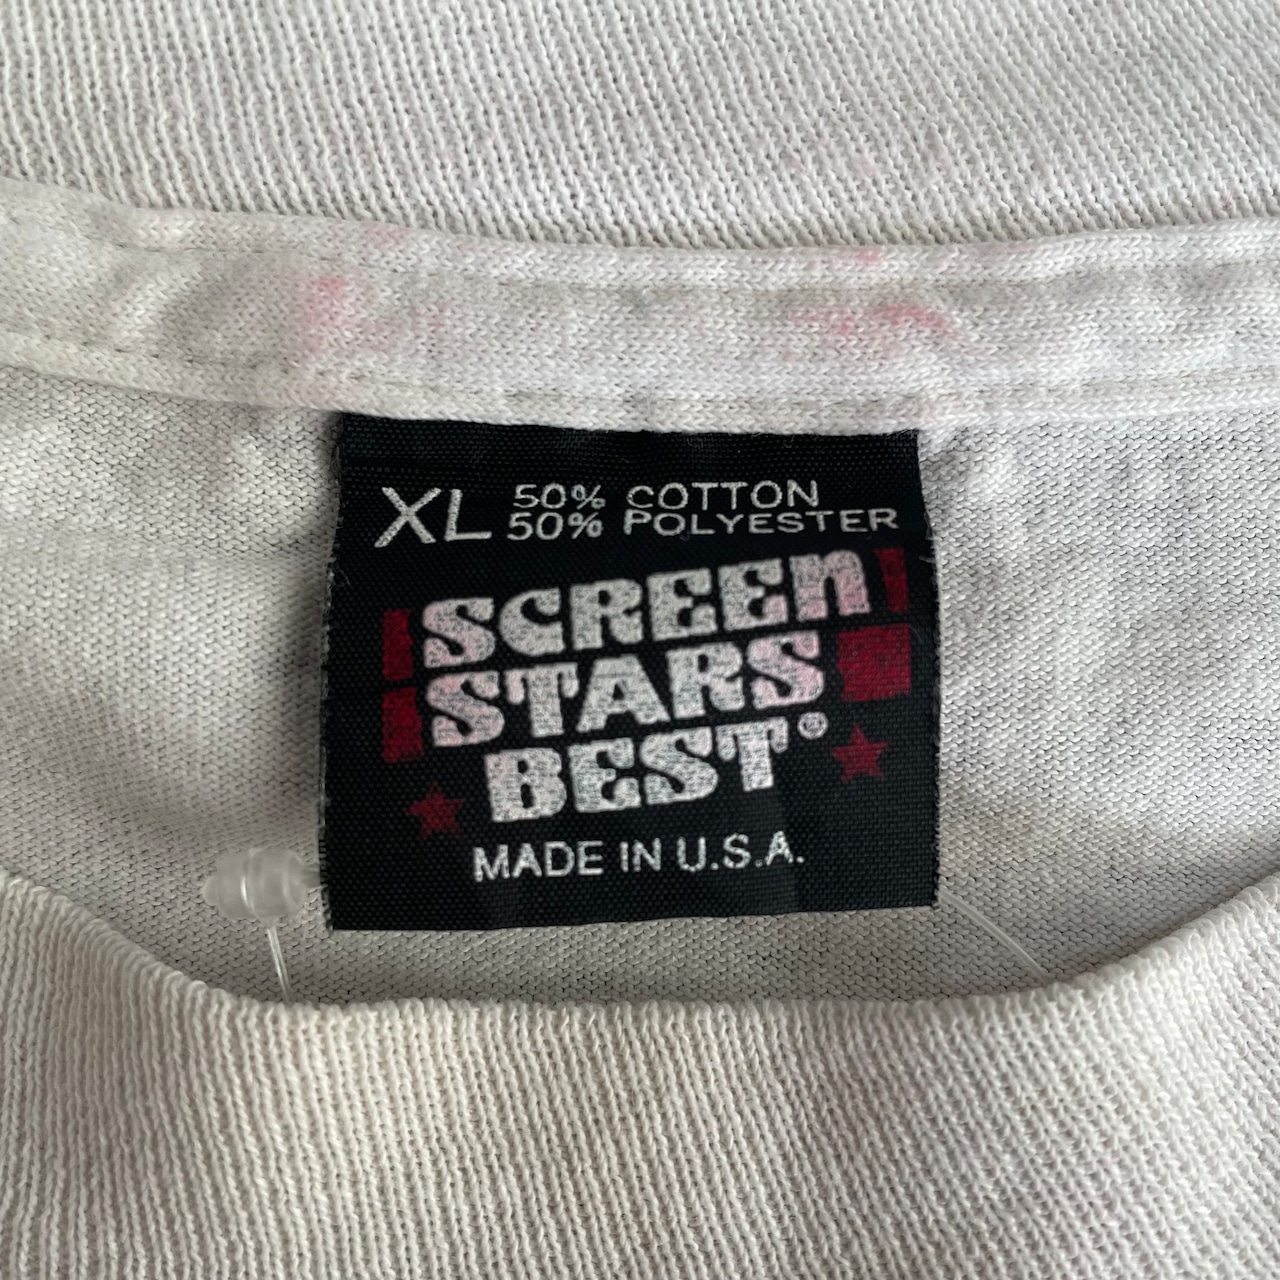 XL 50% COTTON
50% POLYESTER
SCREEN
STARS
BEST®
MADE IN U.S.A.